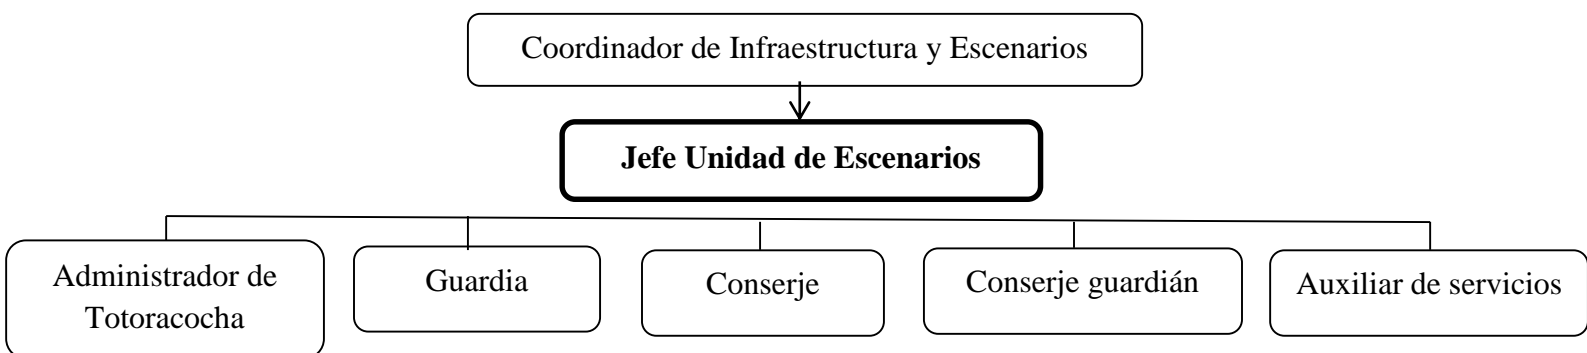 Coordinador de Infraestructura y Escenarios
Jefe Unidad de Escenarios
Administrador de
Totoracocha
Guardia
Conserje
Conserje guardián
Auxiliar de servicios